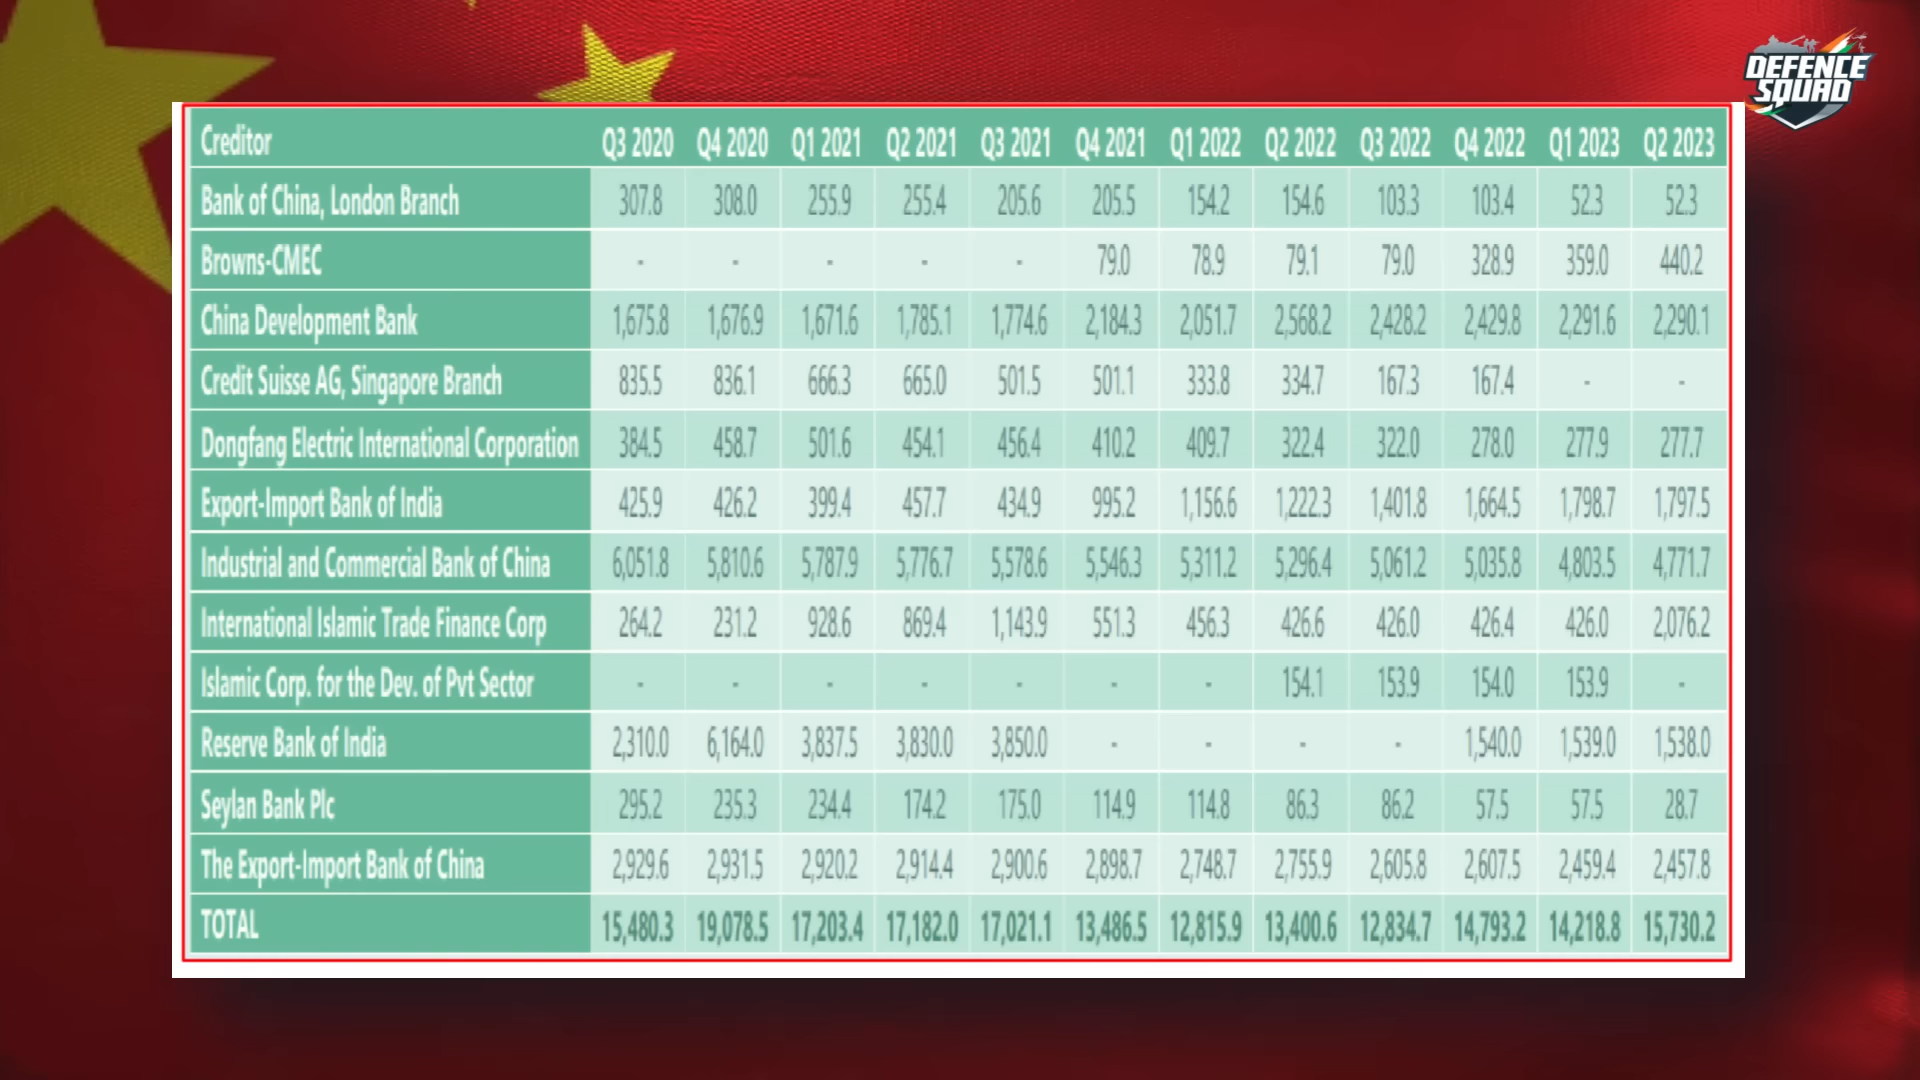 DEFENCE
SQUAD
Creditor Q3 2020 Q4 2020 Q1 2021 Q2 2021 Q3 2021 Q4 2021 Q1 2022 Q2 2022 Q3 2022 Q4 2022 Q1 2023 Q2 2023
Bank of China, London Branch 307.8 308.0 255.9 255.4 205.6 205.5 154.2 154.6 103.3 103.4 52.3 52.3
Browns-CMEC - - - - - 79.0 78.9 79.1 79.0 328.9 359.0 440.2
China Development Bank 1,675.8 1,676.9 1,671.6 1,785.1 1,774.6 2,184.3 2,051.7 2,568.2 2,428.2 2,429.8 2,291.6 2,290.1
Credit Suisse AG, Singapore Branch 835.5 836.1 666.3 665.0 501.5 501.1 333.8 334.7 167.3 167.4 - -
Dongfang Electric International Corporation 384.5 458.7 501.6 454.1 456.4 410.2 409.7 322.4 322.0 278.0 277.9 277.7
Export-Import Bank of India 425.9 426.2 399.4 457.7 434.9 995.2 1,156.6 1,222.3 1,401.8 1,664.5 1,798.7 1,797.5
Industrial and Commercial Bank of China 6,051.8 5,810.6 5,787.9 5,776.7 5,578.6 5,546.3 5,311.2 5,296.4 5,061.2 5,035.8 4,803.5 4,771.7
International Islamic Trade Finance Corp 264.2 231.2 928.6 869.4 1,143.9 551.3 456.3 426.6 426.0 426.4 426.0 2,076.2
Islamic Corp. for the Dev. of Pvt Sector - - - - - - - 154.1 153.9 154.0 153.9 -
Reserve Bank of India 2,310.0 6,164.0 3,837.5 3,830.0 3,850.0 - - - - 1,540.0 1,539.0 1,538.0
Seylan Bank Plc 295.2 235.3 234.4 174.2 175.0 114.9 114.8 86.3 86.2 57.5 57.5 28.7
The Export-Import Bank of China 2,929.6 2,931.5 2,920.2 2,914.4 2,900.6 2,898.7 2,748.7 2,755.9 2,605.8 2,607.5 2,459.4 2,457.8
TOTAL 15,480.3 19,078.5 17,203.4 17,182.0 17,021.1 13,486.5 12,815.9 13,400.6 12,834.7 14,793.2 14,218.8 15,730.2